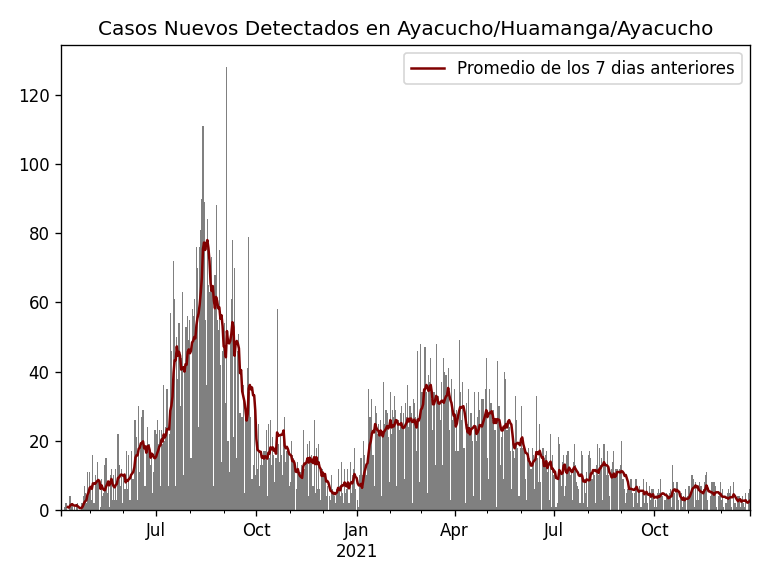 Casos Nuevos Detectados en Ayacucho/Huamanga/Ayacucho
Promedio de los 7 dias anteriores
120
100
80
60
40
20
0
Jul Oct Jan Apr Jul Oct
2021